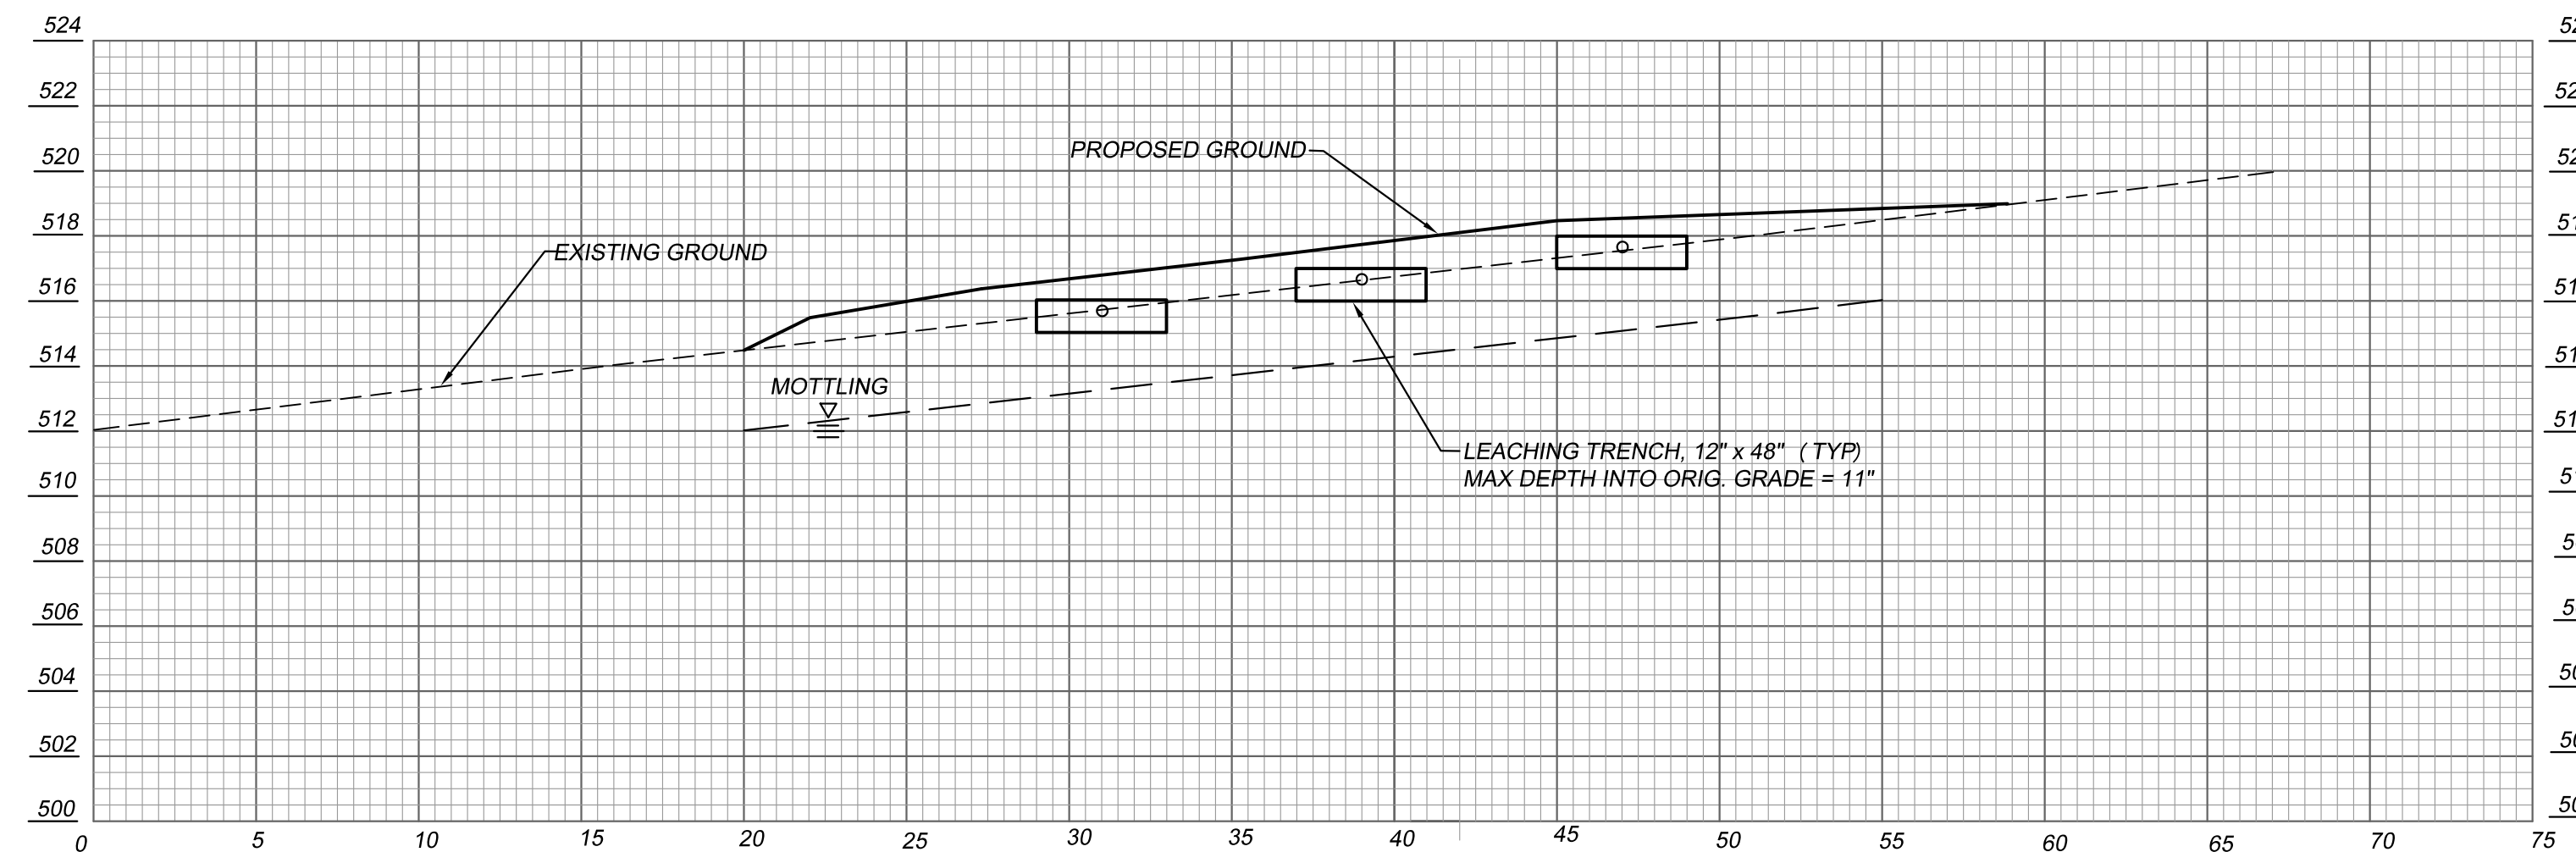 524
522
520
518
516
514
512
510
508
506
504
502
500
PROPOSED GROUND
EXISTING GROUND
MOTTLING
LEACHING TRENCH, 12" x 48" ( TYP)
MAX DEPTH INTO ORIG. GRADE = 11"
0 5 10 15 20 25 30 35 40 45 50 55 60 65 70 75